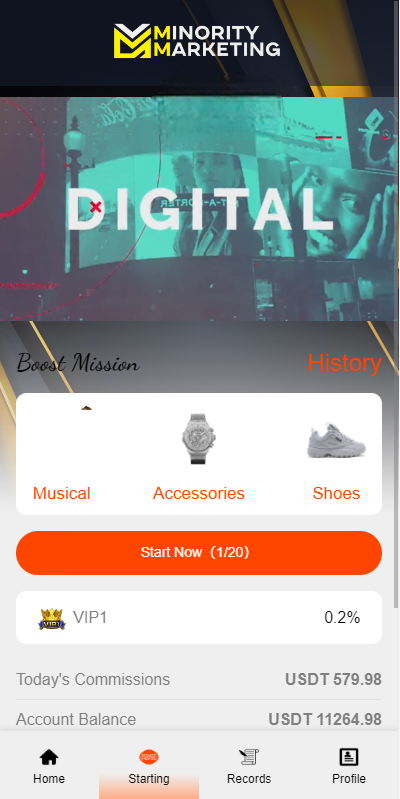 MINORITY
MARKETING
DIGITAL
Boost Mission
History
Musical
Accessories
Shoes
Start Now（1/20）
VIP1
0.2%
Today's Commissions
USDT 579.98
Account Balance
USDT 11264.98
Home
Starting
Records
Profile